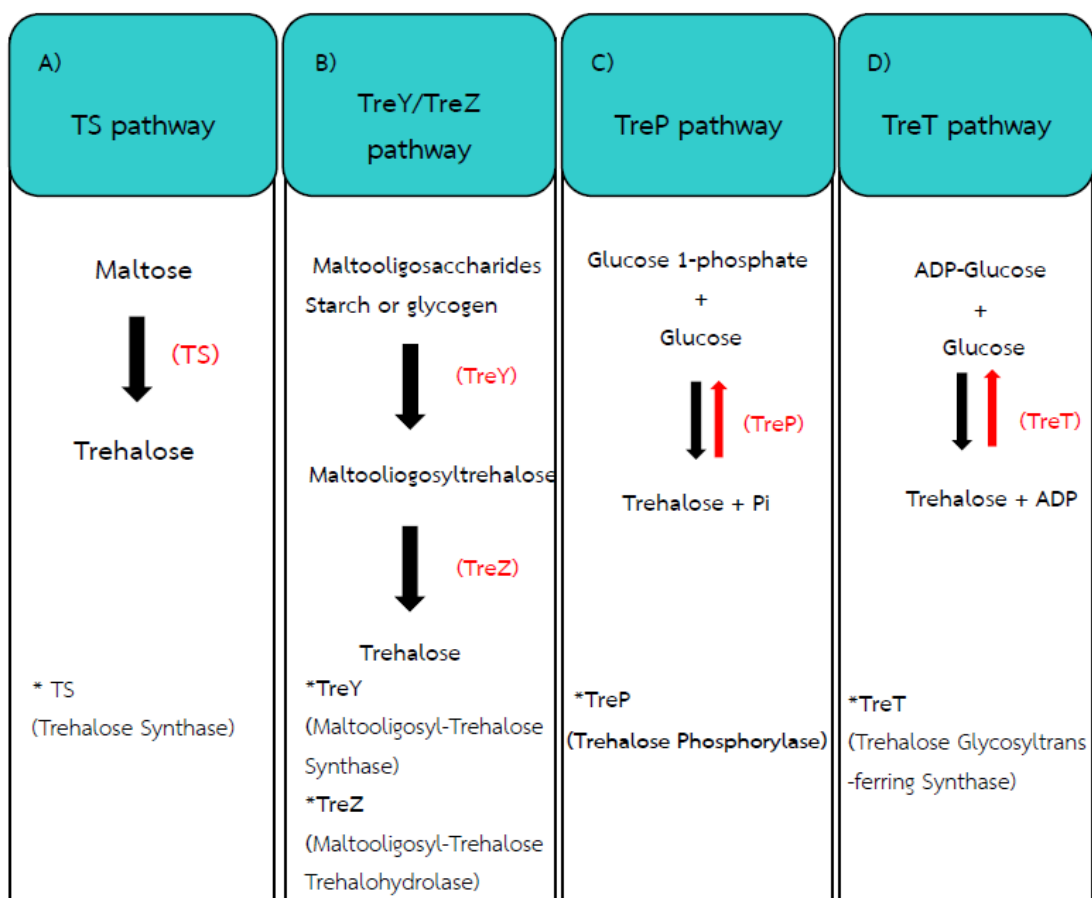 A)
TS pathway
Maltose
(TS)
Trehalose
* TS
(Trehalose Synthase)
B)
TreY/TreZ
pathway
Maltooligosaccharides
Starch or glycogen
(TreY)
Maltooliogosyltrehalose
(TreZ)
Trehalose
*TreY
(Maltooligosyl-Trehalose
Synthase)
*TreZ
(Maltooligosyl-Trehalose
Trehalohydrolase)
C)
TreP pathway
Glucose 1-phosphate
+
Glucose
(TreP)
Trehalose + Pi
*TreP
(Trehalose Phosphorylase)
D)
TreT pathway
ADP-Glucose
+
Glucose
(TreT)
Trehalose + ADP
*TreT
(Trehalose Glycosyltrans
-ferring Synthase)